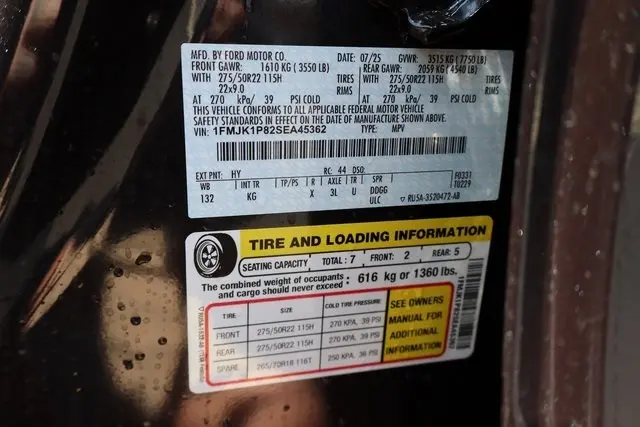 MFD. BY FORD MOTOR CO. DATE: 07/25 GVWR: 3515 KG (7750 LB)
FRONT GAWR: 1610 KG (3550 LB) REAR GAWR: 2059 KG (4540 LB)
WITH 275/50R22 115H TIRES WITH 275/50R22 115H TIRES
22x9.0 RIMS 22x9.0 RIMS
AT 270 kPa/ 39 PSI COLD AT 270 kPa/ 39 PSI COLD
THIS VEHICLE CONFORMS TO ALL APPLICABLE FEDERAL MOTOR VEHICLE
SAFETY STANDARDS IN EFFECT ON THE DATE OF MANUFACTURE SHOWN ABOVE.
VIN: 1FMJK1P82SEA45362 TYPE: MPV
EXT PNT: HY RC: 44 DSO: F0331
WB INT TR TP/PS R AXLE TR SPR T0229
132 KG X 3L U DDGG
ULC ▽ RU5A-3520472-AB
TIRE AND LOADING INFORMATION
SEATING CAPACITY TOTAL: 7 FRONT: 2 REAR: 5
The combined weight of occupants and cargo should never exceed: 616 kg or 1360 lbs.
TIRE SIZE COLD TIRE PRESSURE
FRONT 275/50R22 115H 270 KPA, 39 PSI
REAR 275/50R22 115H 270 KPA, 39 PSI
SPARE 265/70R18 116T 250 KPA, 36 PSI
SEE OWNERS
MANUAL FOR
ADDITIONAL
INFORMATION